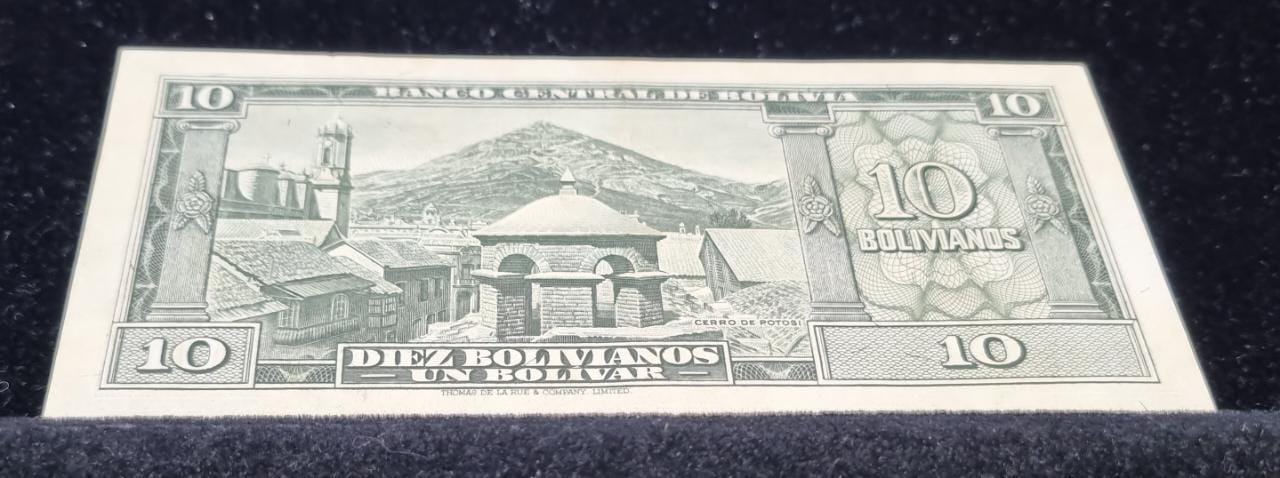 10 BANCO CENTRAL DE BOLIVIA 10
10
BOLIVIANOS
CERRO DE POTOSI
10 DIEZ BOLIVIANOS 10
— UN BOLÍVAR —
THOMAS DE LA RUE & COMPANY, LIMITED.